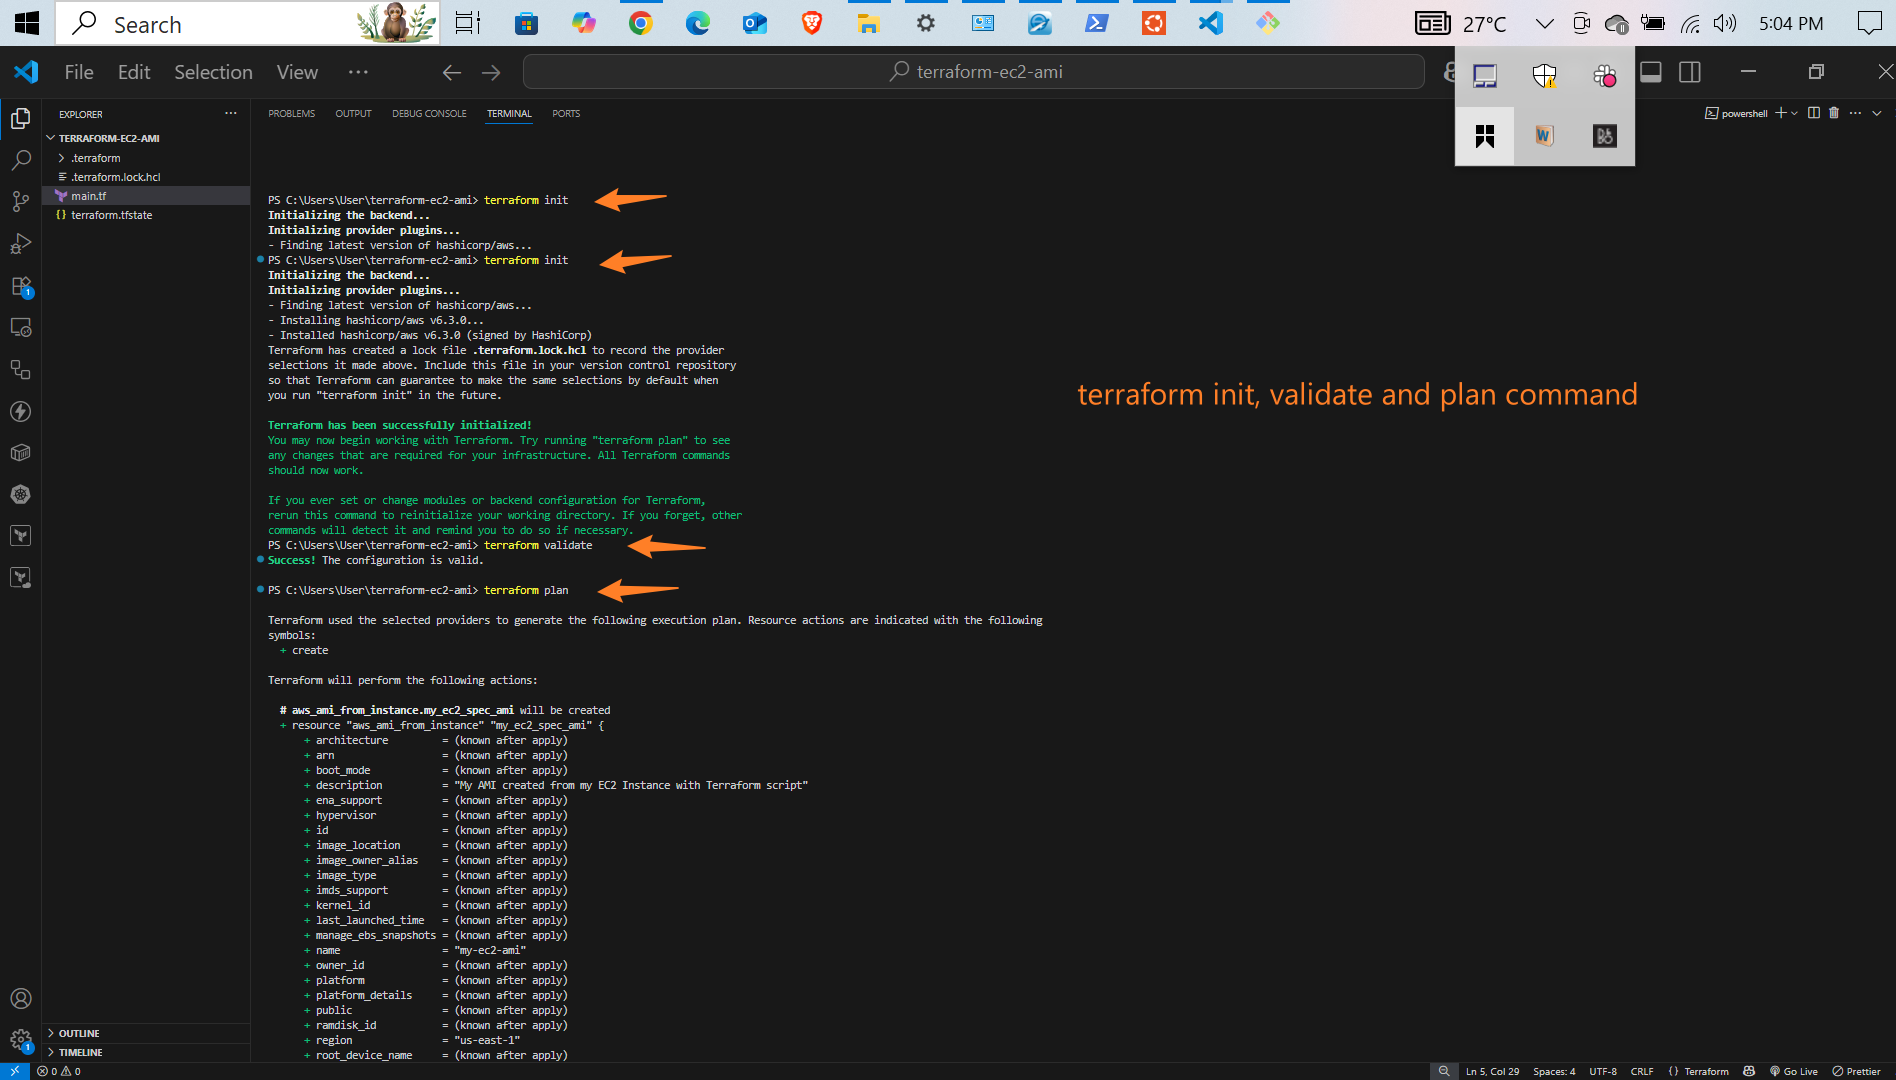 Search
27°C
5:04 PM
File Edit Selection View ···
terraform-ec2-ami
EXPLORER
TERRAFORM-EC2-AMI
.terraform
.terraform.lock.hcl
main.tf
terraform.tfstate
OUTLINE
TIMELINE
PROBLEMS OUTPUT DEBUG CONSOLE TERMINAL PORTS
powershell
PS C:\Users\User\terraform-ec2-ami> terraform init
Initializing the backend...
Initializing provider plugins...
- Finding latest version of hashicorp/aws...
PS C:\Users\User\terraform-ec2-ami> terraform init
Initializing the backend...
Initializing provider plugins...
- Finding latest version of hashicorp/aws...
- Installing hashicorp/aws v6.3.0...
- Installed hashicorp/aws v6.3.0 (signed by HashiCorp)
Terraform has created a lock file .terraform.lock.hcl to record the provider
selections it made above. Include this file in your version control repository
so that Terraform can guarantee to make the same selections by default when
you run "terraform init" in the future.
Terraform has been successfully initialized!
You may now begin working with Terraform. Try running "terraform plan" to see
any changes that are required for your infrastructure. All Terraform commands
should now work.
If you ever set or change modules or backend configuration for Terraform,
rerun this command to reinitialize your working directory. If you forget, other
commands will detect it and remind you to do so if necessary.
PS C:\Users\User\terraform-ec2-ami> terraform validate
Success! The configuration is valid.
PS C:\Users\User\terraform-ec2-ami> terraform plan
Terraform used the selected providers to generate the following execution plan. Resource actions are indicated with the following
symbols:
+ create
Terraform will perform the following actions:
# aws_ami_from_instance.my_ec2_spec_ami will be created
+ resource "aws_ami_from_instance" "my_ec2_spec_ami" {
+ architecture = (known after apply)
+ arn = (known after apply)
+ boot_mode = (known after apply)
+ description = "My AMI created from my EC2 Instance with Terraform script"
+ ena_support = (known after apply)
+ hypervisor = (known after apply)
+ id = (known after apply)
+ image_location = (known after apply)
+ image_owner_alias = (known after apply)
+ image_type = (known after apply)
+ imds_support = (known after apply)
+ kernel_id = (known after apply)
+ last_launched_time = (known after apply)
+ manage_ebs_snapshots = (known after apply)
+ name = "my-ec2-ami"
+ owner_id = (known after apply)
+ platform = (known after apply)
+ platform_details = (known after apply)
+ public = (known after apply)
+ ramdisk_id = (known after apply)
+ region = "us-east-1"
+ root_device_name = (known after apply)
terraform init, validate and plan command
0 0
Ln 5, Col 29 Spaces: 4 UTF-8 CRLF {} Terraform Go Live Prettier